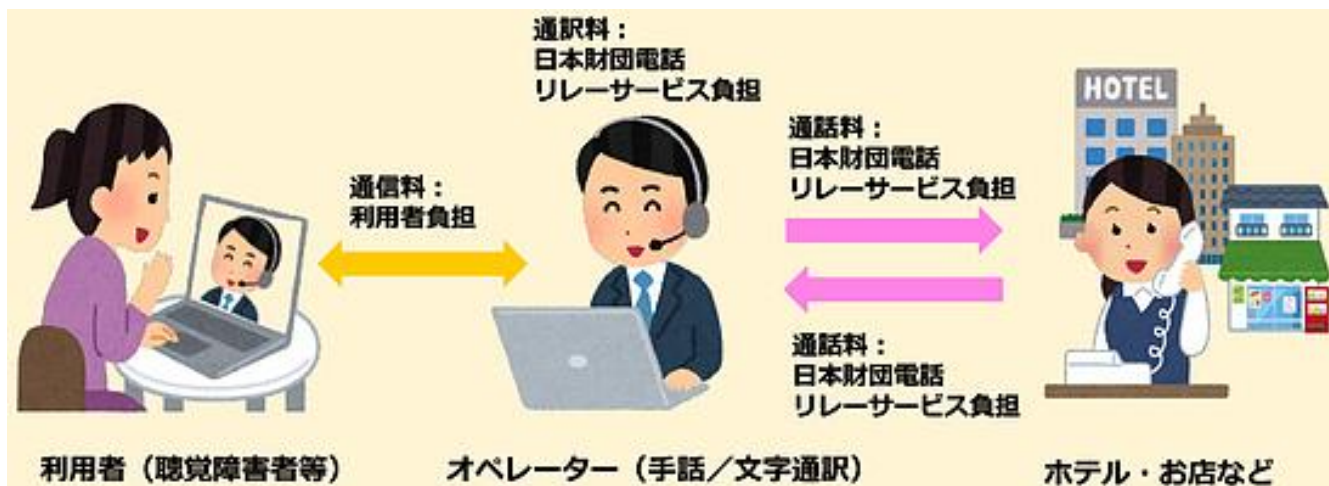 通訳料：
日本財団電話
リレーサービス負担
HOTEL
通話料：
日本財団電話
リレーサービス負担
通信料：
利用者負担
通話料：
日本財団電話
リレーサービス負担
利用者（聴覚障害者等）
オペレーター（手話／文字通訳）
ホテル・お店など